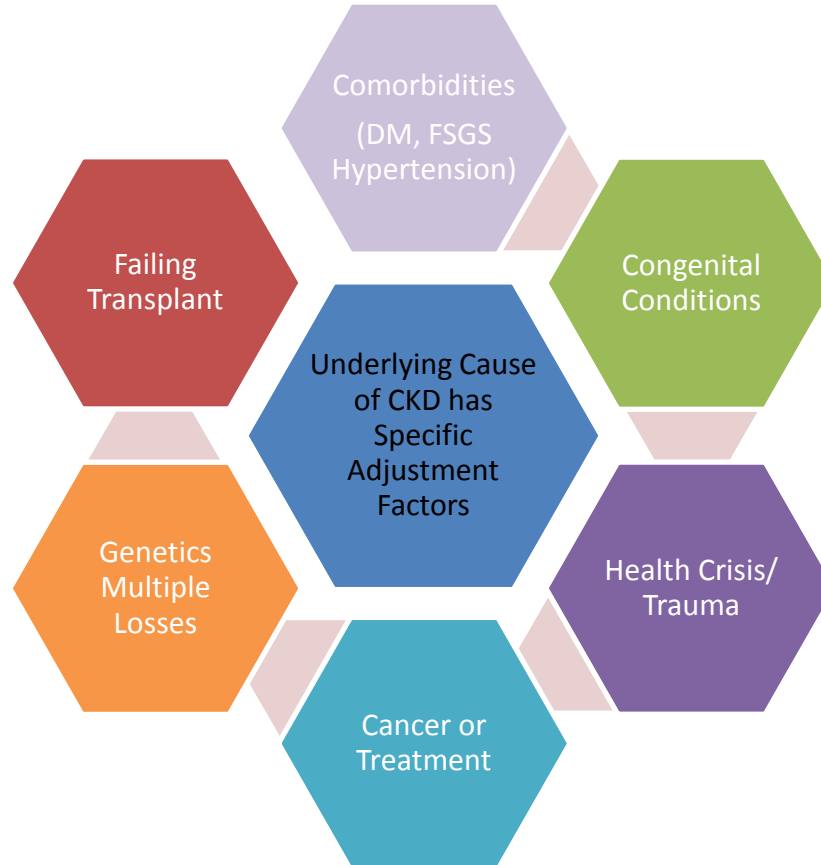 Comorbidities
(DM, FSGS
Hypertension)
Failing
Transplant
Congenital
Conditions
Underlying Cause
of CKD has
Specific
Adjustment
Factors
Genetics
Multiple
Losses
Health Crisis/
Trauma
Cancer or
Treatment